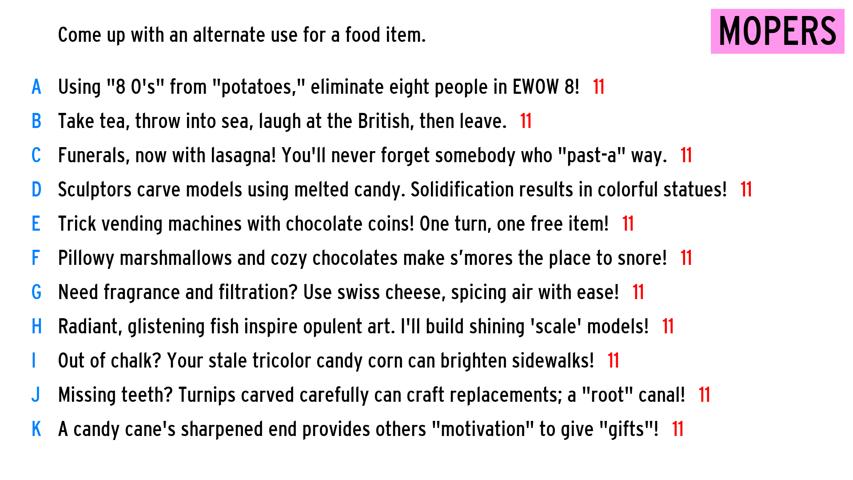 Come up with an alternate use for a food item.
MOPERS
A Using "8 O's" from "potatoes," eliminate eight people in EWOW 8! 11
B Take tea, throw into sea, laugh at the British, then leave. 11
C Funerals, now with lasagna! You'll never forget somebody who "past-a" way. 11
D Sculptors carve models using melted candy. Solidification results in colorful statues! 11
E Trick vending machines with chocolate coins! One turn, one free item! 11
F Pillowy marshmallows and cozy chocolates make s’mores the place to snore! 11
G Need fragrance and filtration? Use swiss cheese, spicing air with ease! 11
H Radiant, glistening fish inspire opulent art. I'll build shining 'scale' models! 11
I Out of chalk? Your stale tricolor candy corn can brighten sidewalks! 11
J Missing teeth? Turnips carved carefully can craft replacements; a "root" canal! 11
K A candy cane's sharpened end provides others "motivation" to give "gifts"! 11